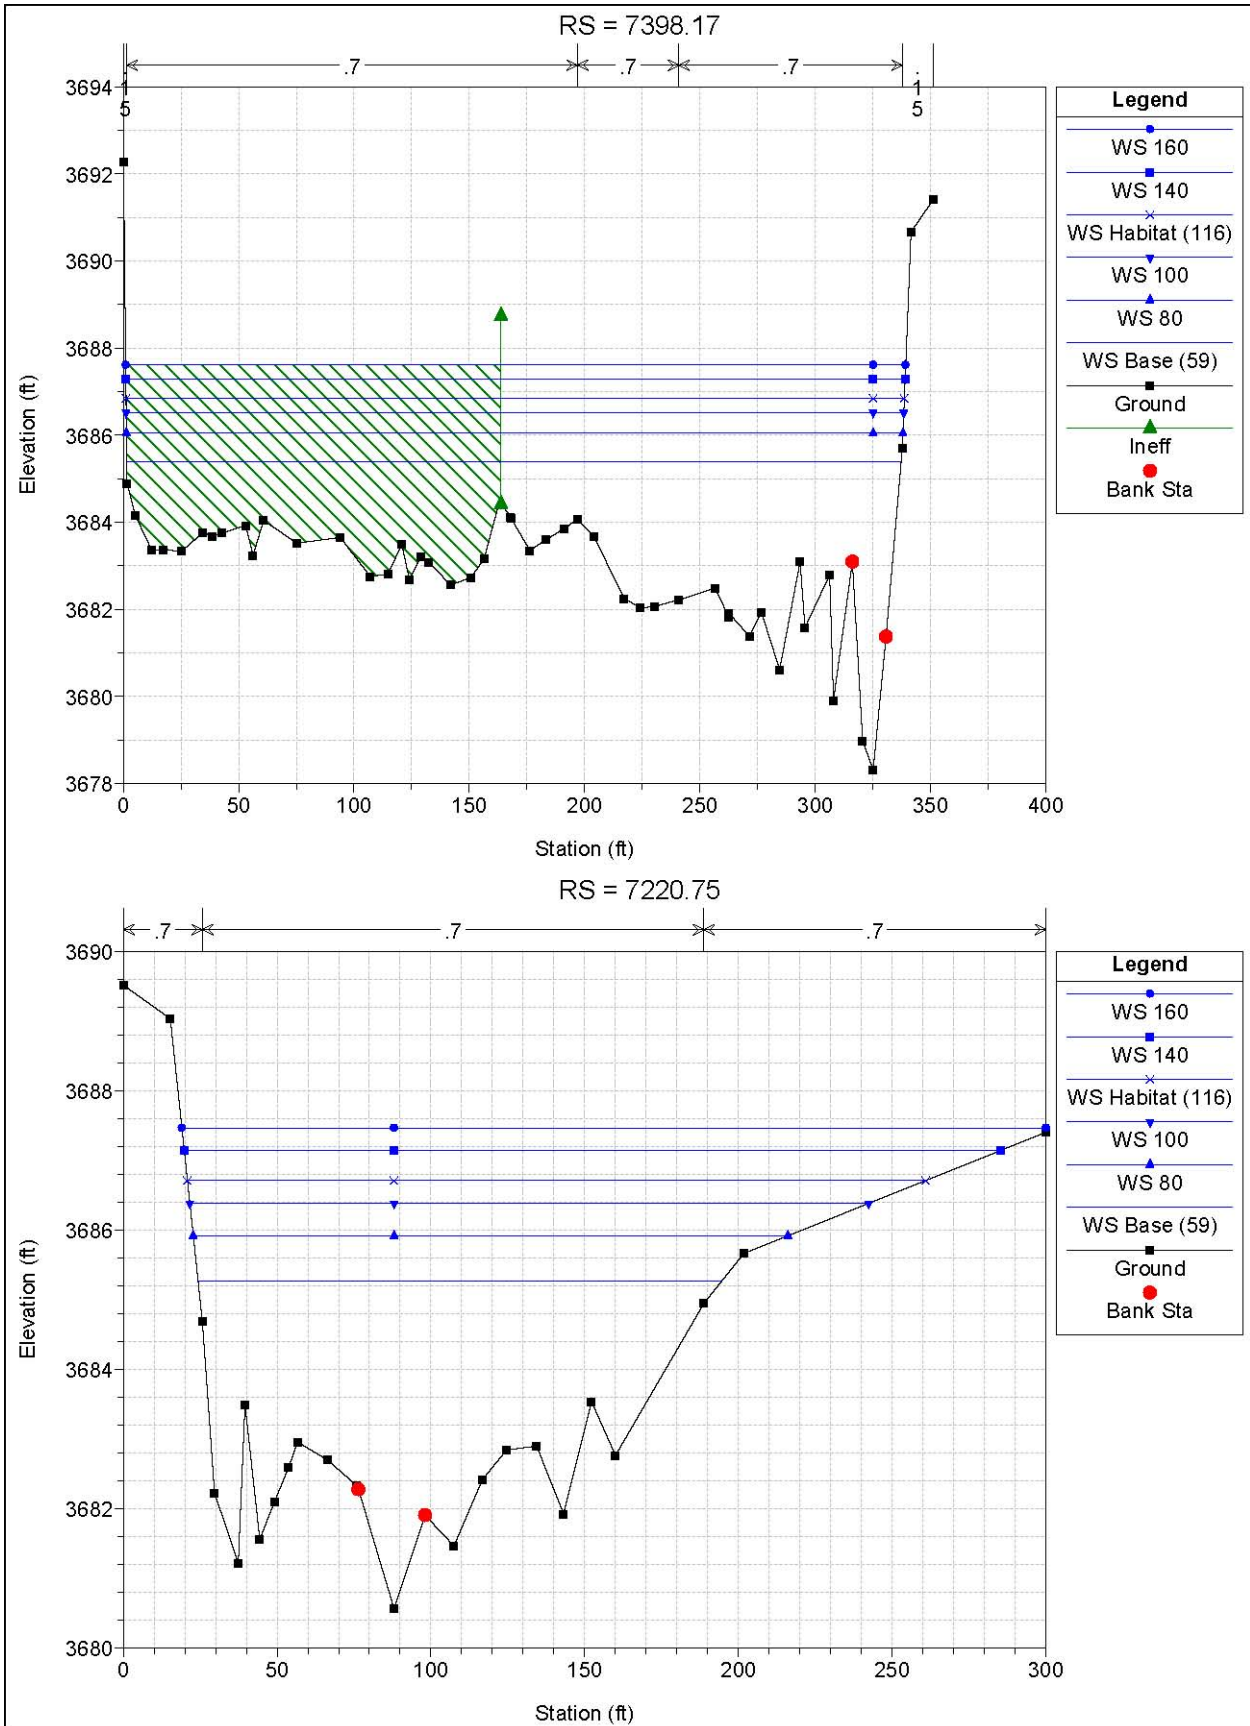 RS = 7398.17
.7 .7 .7
.1
5
.1
5
3694
3692
3690
3688
3686
3684
3682
3680
3678
Elevation (ft)
0 50 100 150 200 250 300 350 400
Station (ft)
Legend
WS 160
WS 140
WS Habitat (116)
WS 100
WS 80
WS Base (59)
Ground
Ineff
Bank Sta
RS = 7220.75
.7 .7 .7
3690
3688
3686
3684
3682
3680
Elevation (ft)
0 50 100 150 200 250 300
Station (ft)
Legend
WS 160
WS 140
WS Habitat (116)
WS 100
WS 80
WS Base (59)
Ground
Bank Sta